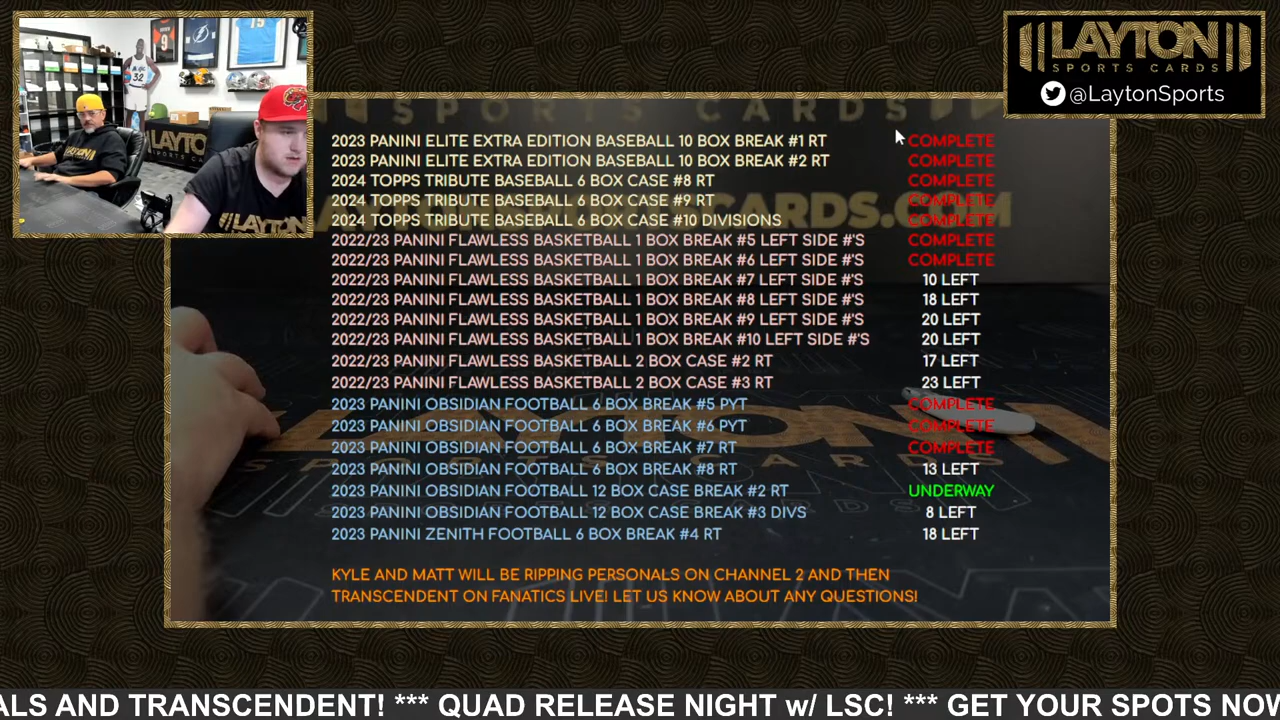 LAYTON
SPORTS CARDS
@LaytonSports
2023 PANINI ELITE EXTRA EDITION BASEBALL 10 BOX BREAK #1 RT COMPLETE
2023 PANINI ELITE EXTRA EDITION BASEBALL 10 BOX BREAK #2 RT COMPLETE
2024 TOPPS TRIBUTE BASEBALL 6 BOX CASE #8 RT COMPLETE
2024 TOPPS TRIBUTE BASEBALL 6 BOX CASE #9 RT COMPLETE
2024 TOPPS TRIBUTE BASEBALL 6 BOX CASE #10 DIVISIONS COMPLETE
2022/23 PANINI FLAWLESS BASKETBALL 1 BOX BREAK #5 LEFT SIDE #'S COMPLETE
2022/23 PANINI FLAWLESS BASKETBALL 1 BOX BREAK #6 LEFT SIDE #'S COMPLETE
2022/23 PANINI FLAWLESS BASKETBALL 1 BOX BREAK #7 LEFT SIDE #'S 10 LEFT
2022/23 PANINI FLAWLESS BASKETBALL 1 BOX BREAK #8 LEFT SIDE #'S 18 LEFT
2022/23 PANINI FLAWLESS BASKETBALL 1 BOX BREAK #9 LEFT SIDE #'S 20 LEFT
2022/23 PANINI FLAWLESS BASKETBALL 1 BOX BREAK #10 LEFT SIDE #'S 20 LEFT
2022/23 PANINI FLAWLESS BASKETBALL 2 BOX CASE #2 RT 17 LEFT
2022/23 PANINI FLAWLESS BASKETBALL 2 BOX CASE #3 RT 23 LEFT
2023 PANINI OBSIDIAN FOOTBALL 6 BOX BREAK #5 PYT COMPLETE
2023 PANINI OBSIDIAN FOOTBALL 6 BOX BREAK #6 PYT COMPLETE
2023 PANINI OBSIDIAN FOOTBALL 6 BOX BREAK #7 RT COMPLETE
2023 PANINI OBSIDIAN FOOTBALL 6 BOX BREAK #8 RT 13 LEFT
2023 PANINI OBSIDIAN FOOTBALL 12 BOX CASE BREAK #2 RT UNDERWAY
2023 PANINI OBSIDIAN FOOTBALL 12 BOX CASE BREAK #3 DIVS 8 LEFT
2023 PANINI ZENITH FOOTBALL 6 BOX BREAK #4 RT 18 LEFT
KYLE AND MATT WILL BE RIPPING PERSONALS ON CHANNEL 2 AND THEN
TRANSCENDENT ON FANATICS LIVE! LET US KNOW ABOUT ANY QUESTIONS!
ALS AND TRANSCENDENT! *** QUAD RELEASE NIGHT w/ LSC! *** GET YOUR SPOTS NOW